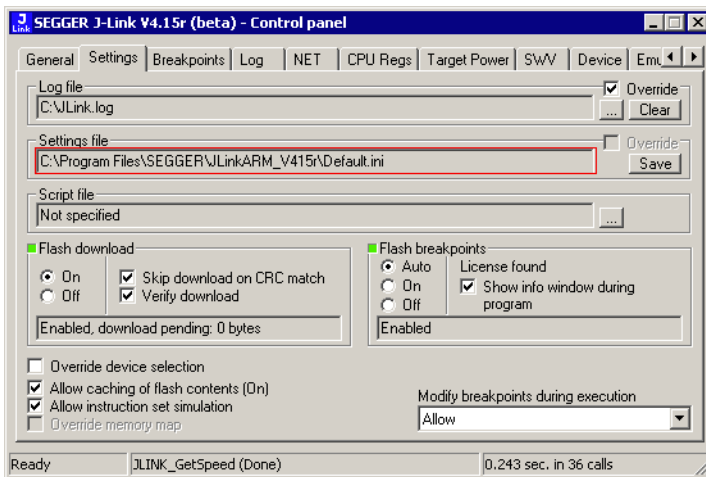 J Link SEGGER J-Link V4.15r (beta) - Control panel
General Settings Breakpoints Log NET CPU Regs Target Power SWV Device
Log file Override
C:\JLink.log ... Clear
Settings file Override
C:\Program Files\SEGGER\JLinkARM_V415r\Default.ini Save
Script file
Not specified ...
Flash download Flash breakpoints
On Skip download on CRC match Auto License found
Off Verify download On Show info window during
Off program
Enabled, download pending: 0 bytes Enabled
Override device selection
Allow caching of flash contents (On)
Modify breakpoints during execution
Allow instruction set simulation
Allow
Override memory map
Ready JLINK_GetSpeed (Done) 0.243 sec. in 36 calls